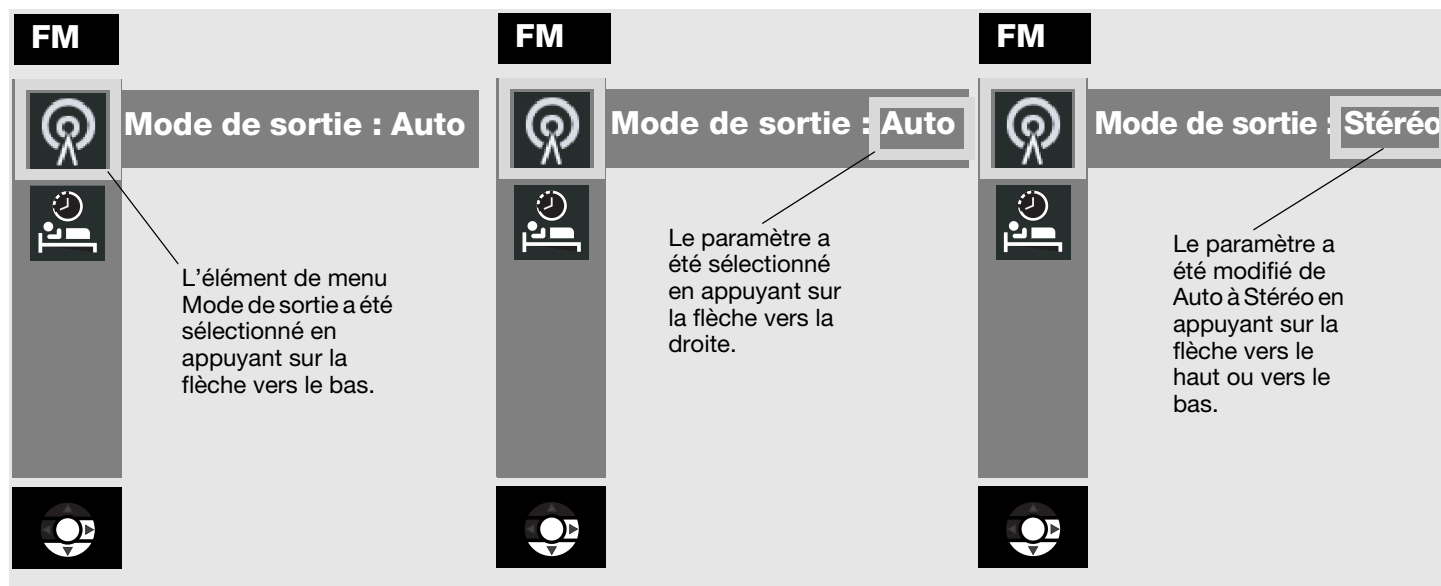 FM
Mode de sortie : Auto
L'élément de menu
Mode de sortie a été
sélectionné en
appuyant sur la
flèche vers le bas.
FM
Mode de sortie : Auto
Le paramètre a
été sélectionné
en appuyant sur
la flèche vers la
droite.
FM
Mode de sortie : Stéréo
Le paramètre a
été modifié de
Auto à Stéréo en
appuyant sur la
flèche vers le
haut ou vers le
bas.